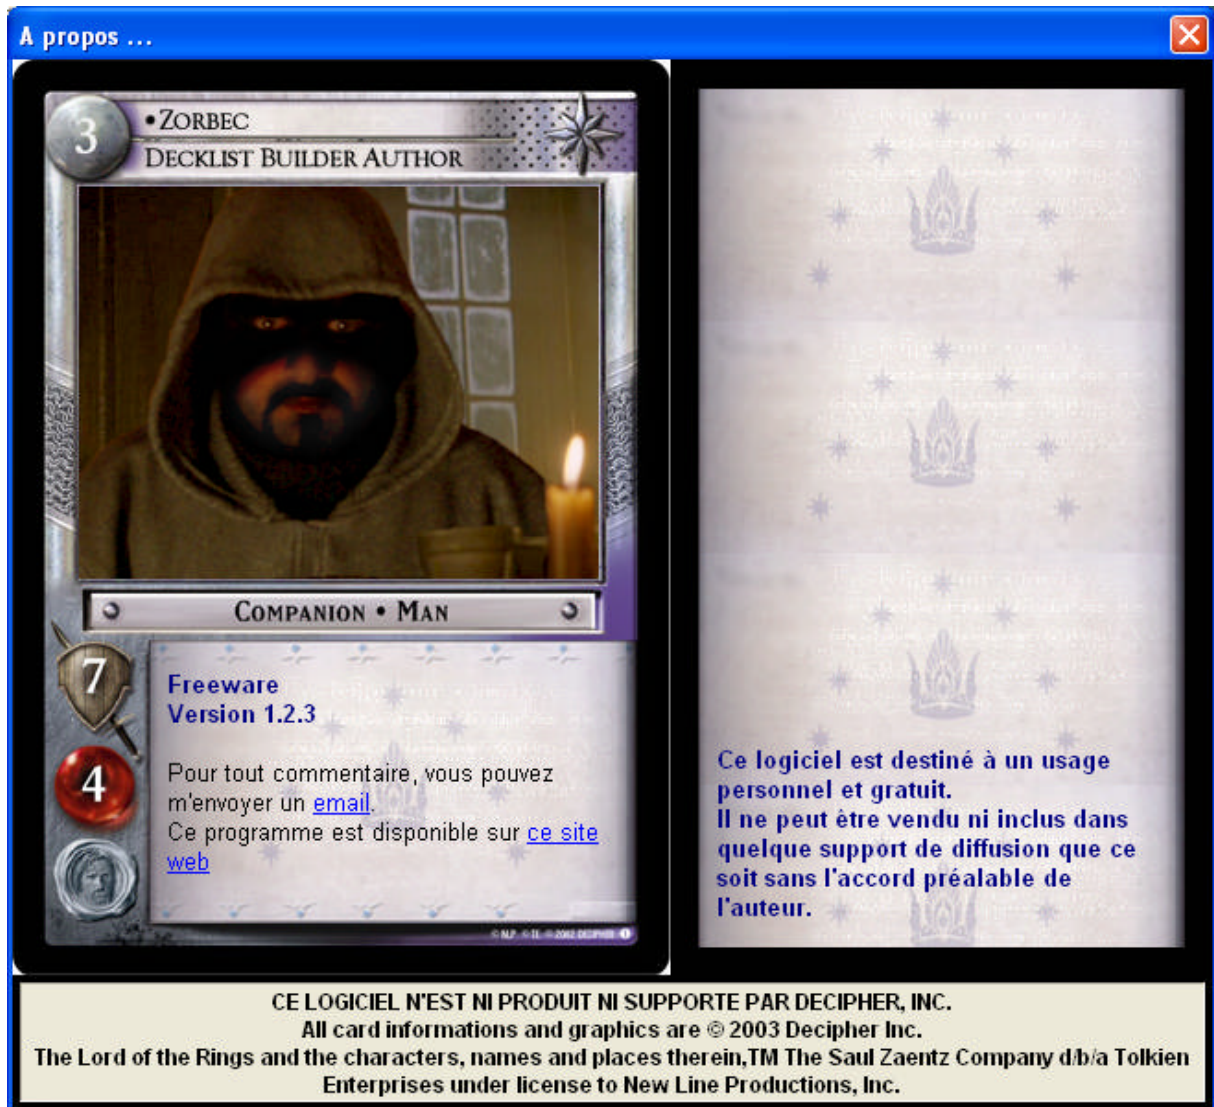 A propos ...
3
•ZORBEC
DECKLIST BUILDER AUTHOR
COMPANION • MAN
7
4
Freeware
Version 1.2.3
Pour tout commentaire, vous pouvez
m'envoyer un email.
Ce programme est disponible sur ce site
web
© 2002 DECIPHER
Ce logiciel est destiné à un usage
personnel et gratuit.
Il ne peut être vendu ni inclus dans
quelque support de diffusion que ce
soit sans l'accord préalable de
l'auteur.
CE LOGICIEL N'EST NI PRODUIT NI SUPPORTE PAR DECIPHER, INC.
All card informations and graphics are © 2003 Decipher Inc.
The Lord of the Rings and the characters, names and places therein,TM The Saul Zaentz Company d/b/a Tolkien
Enterprises under license to New Line Productions, Inc.